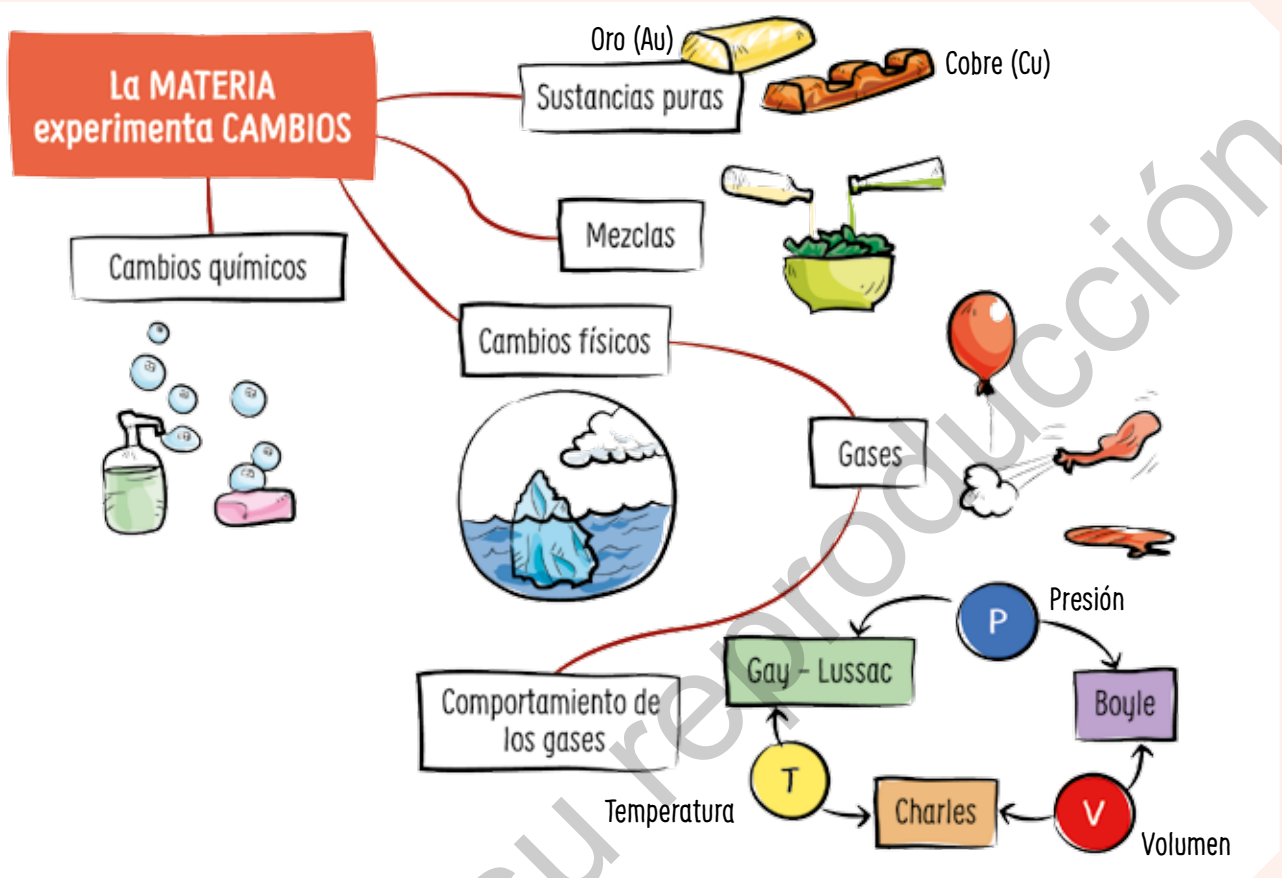 La MATERIA
experimenta CAMBIOS
Oro (Au)
Cobre (Cu)
Sustancias puras
Mezclas
Cambios químicos
Cambios físicos
Gases
Comportamiento de
los gases
P
Presión
Gay – Lussac
Boyle
T
Temperatura
Charles
V
Volumen
su reproducción